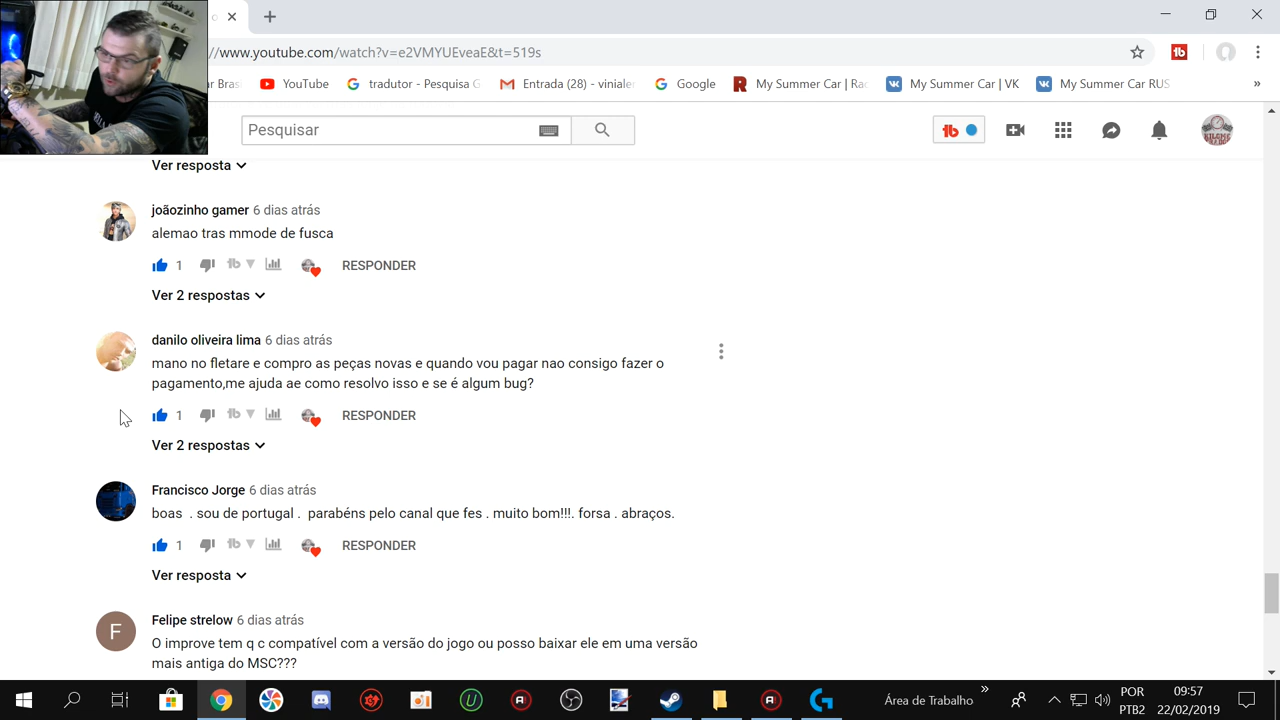 //www.youtube.com/watch?v=e2VMYUEveaE&t=519s
YouTube
tradutor - Pesquisa G
Entrada (28) - vinialer
Google
My Summer Car | Rac
My Summer Car | VK
My Summer Car RUS
»
Pesquisar
Ver resposta
joãozinho gamer 6 dias atrás
alemao tras mmode de fusca
1 RESPONDER
Ver 2 respostas
danilo oliveira lima 6 dias atrás
mano no fletare e compro as peças novas e quando vou pagar nao consigo fazer o
pagamento,me ajuda ae como resolvo isso e se é algum bug?
1 RESPONDER
Ver 2 respostas
Francisco Jorge 6 dias atrás
boas . sou de portugal . parabéns pelo canal que fes . muito bom!!!. forsa . abraços.
1 RESPONDER
Ver resposta
F
Felipe strelow 6 dias atrás
O improve tem q c compatível com a versão do jogo ou posso baixar ele em uma versão
mais antiga do MSC???
Área de Trabalho
»
POR
PTB2
09:57
22/02/2019